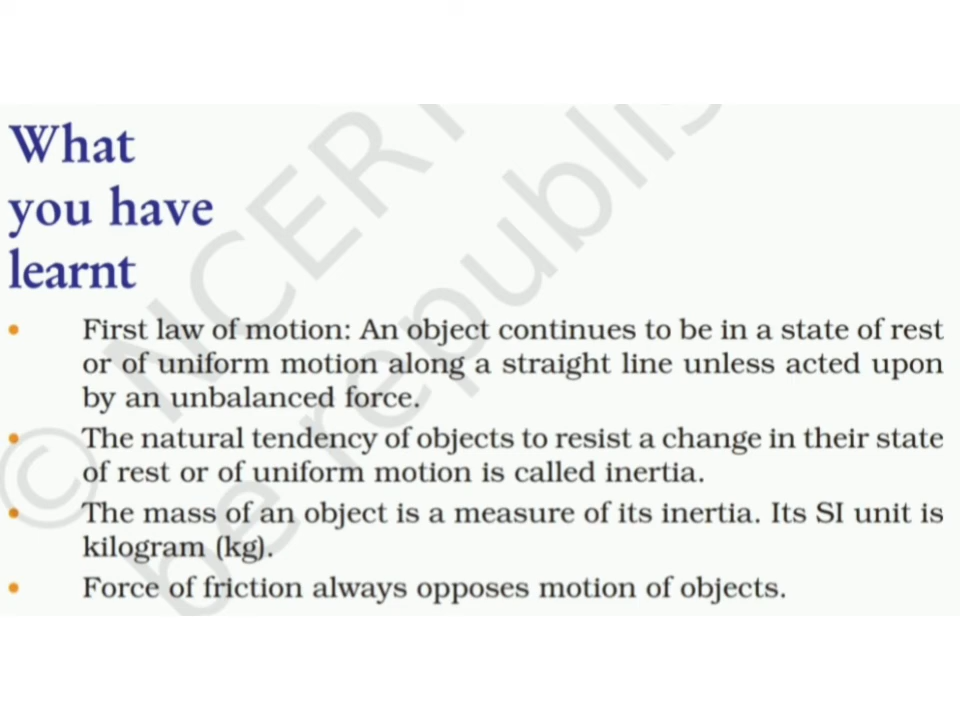 What
you have
learnt
• First law of motion: An object continues to be in a state of rest
or of uniform motion along a straight line unless acted upon
by an unbalanced force.
• The natural tendency of objects to resist a change in their state
of rest or of uniform motion is called inertia.
• The mass of an object is a measure of its inertia. Its SI unit is
kilogram (kg).
• Force of friction always opposes motion of objects.
© NCERT
be republis